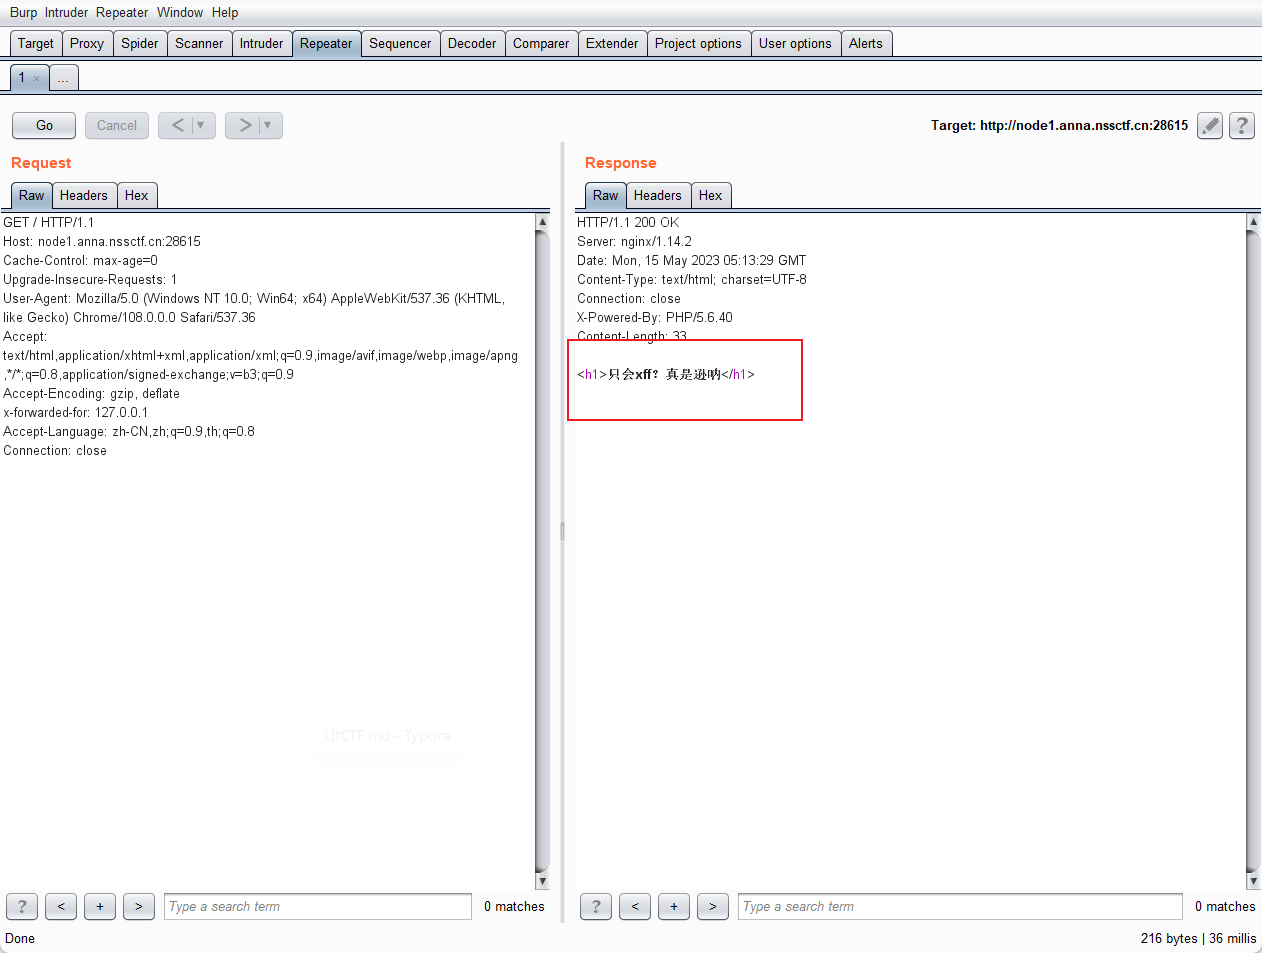 Burp Intruder Repeater Window Help
Target Proxy Spider Scanner Intruder Repeater Sequencer Decoder Comparer Extender Project options User options Alerts
1 × ...
Go Cancel < ▼ > ▼ Target: http://node1.anna.nssctf.cn:28615 ?
Request
Raw Headers Hex
GET / HTTP/1.1
Host: node1.anna.nssctf.cn:28615
Cache-Control: max-age=0
Upgrade-Insecure-Requests: 1
User-Agent: Mozilla/5.0 (Windows NT 10.0; Win64; x64) AppleWebKit/537.36 (KHTML,
like Gecko) Chrome/108.0.0.0 Safari/537.36
Accept:
text/html,application/xhtml+xml,application/xml;q=0.9,image/avif,image/webp,image/apng
,*/*;q=0.8,application/signed-exchange;v=b3;q=0.9
Accept-Encoding: gzip, deflate
x-forwarded-for: 127.0.0.1
Accept-Language: zh-CN,zh;q=0.9,th;q=0.8
Connection: close
LitCTF.md - Typora
? < + > Type a search term 0 matches
Response
Raw Headers Hex
HTTP/1.1 200 OK
Server: nginx/1.14.2
Date: Mon, 15 May 2023 05:13:29 GMT
Content-Type: text/html; charset=UTF-8
Connection: close
X-Powered-By: PHP/5.6.40
Content-Length: 33
<h1>只会xff？真是逊呐</h1>
? < + > Type a search term 0 matches
Done 216 bytes | 36 millis